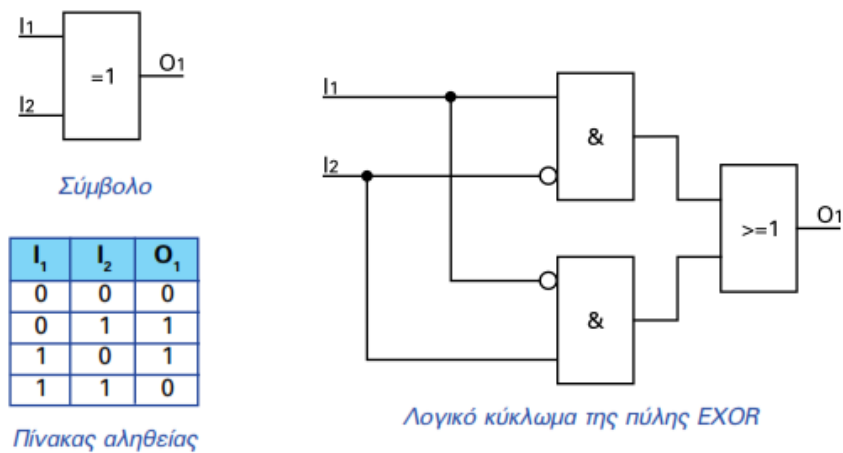 I1
=1
O1
I2
Σύμβολο
I1 I2 O1
0 0 0
0 1 1
1 0 1
1 1 0
Πίνακας αληθείας
I1
&
I2
>=1
O1
&
Λογικό κύκλωμα της πύλης EXOR